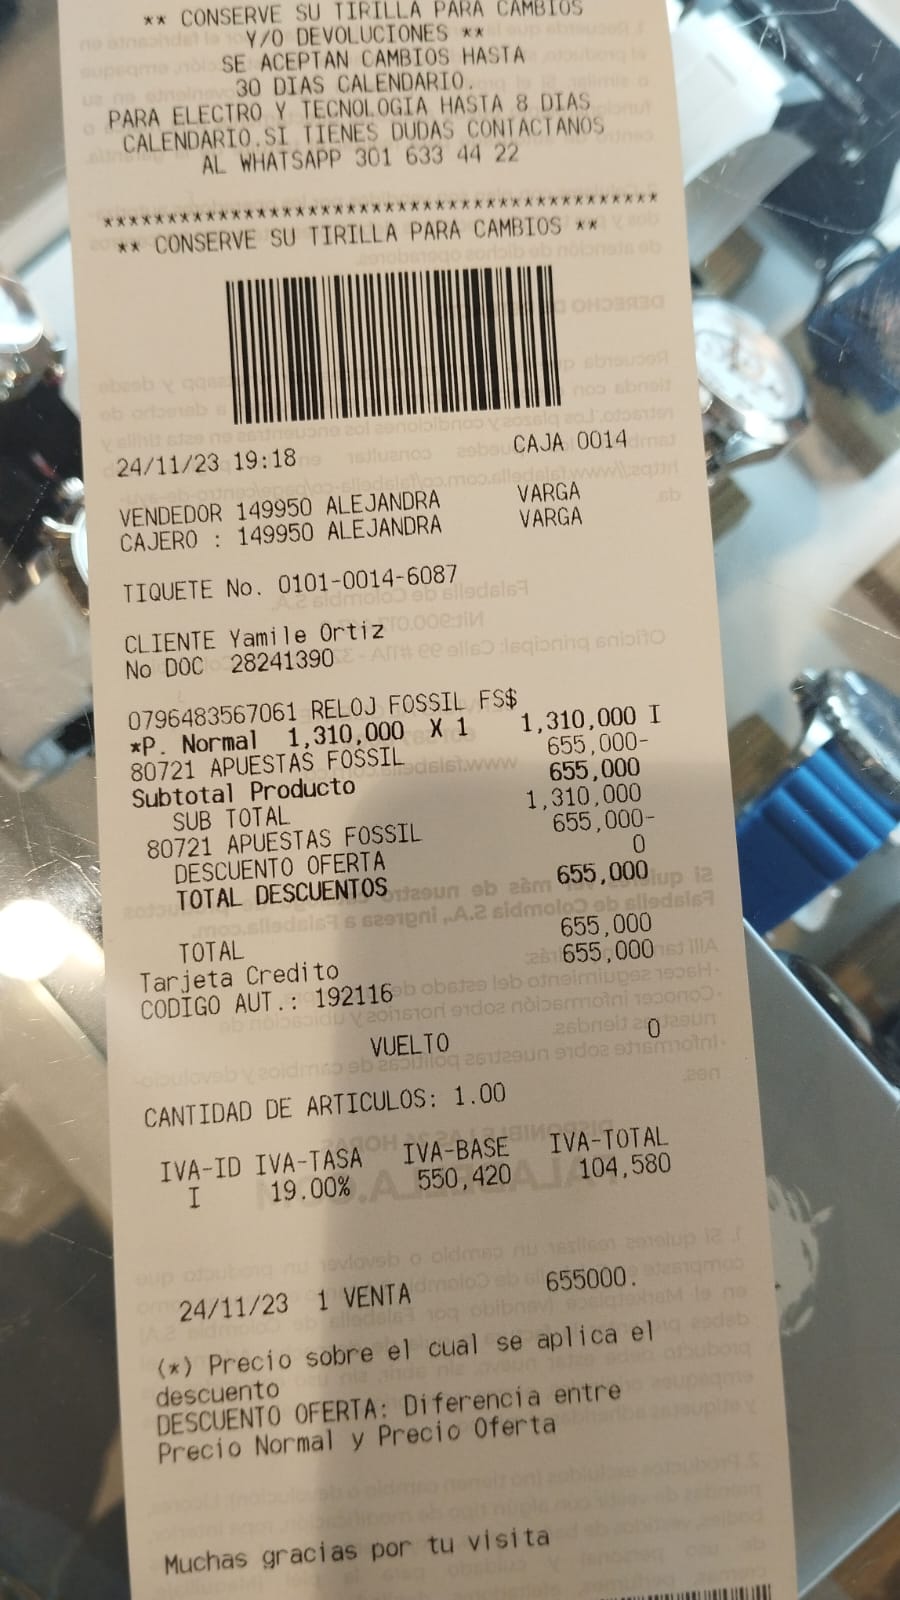 ** CONSERVE SU TIRILLA PARA CAMBIOS
Y/O DEVOLUCIONES **
SE ACEPTAN CAMBIOS HASTA
30 DIAS CALENDARIO.
PARA ELECTRO Y TECNOLOGIA HASTA 8 DIAS
CALENDARIO.SI TIENES DUDAS CONTACTANOS
AL WHATSAPP 301 633 44 22
********************************************
** CONSERVE SU TIRILLA PARA CAMBIOS **
24/11/23 19:18 CAJA 0014
VENDEDOR 149950 ALEJANDRA VARGA
CAJERO : 149950 ALEJANDRA VARGA
TIQUETE No. 0101-0014-6087
CLIENTE Yamile Ortiz
No DOC 28241390
0796483567061 RELOJ FOSSIL FS$
*P. Normal 1,310,000 X 1 1,310,000 I
80721 APUESTAS FOSSIL 655,000-
Subtotal Producto 655,000
SUB TOTAL 1,310,000
80721 APUESTAS FOSSIL 655,000-
DESCUENTO OFERTA 0
TOTAL DESCUENTOS 655,000
TOTAL 655,000
Tarjeta Credito 655,000
CODIGO AUT.: 192116
VUELTO 0
CANTIDAD DE ARTICULOS: 1.00
IVA-ID IVA-TASA IVA-BASE IVA-TOTAL
I 19.00% 550,420 104,580
24/11/23 1 VENTA 655000.
(*) Precio sobre el cual se aplica el
descuento
DESCUENTO OFERTA: Diferencia entre
Precio Normal y Precio Oferta
Muchas gracias por tu visita